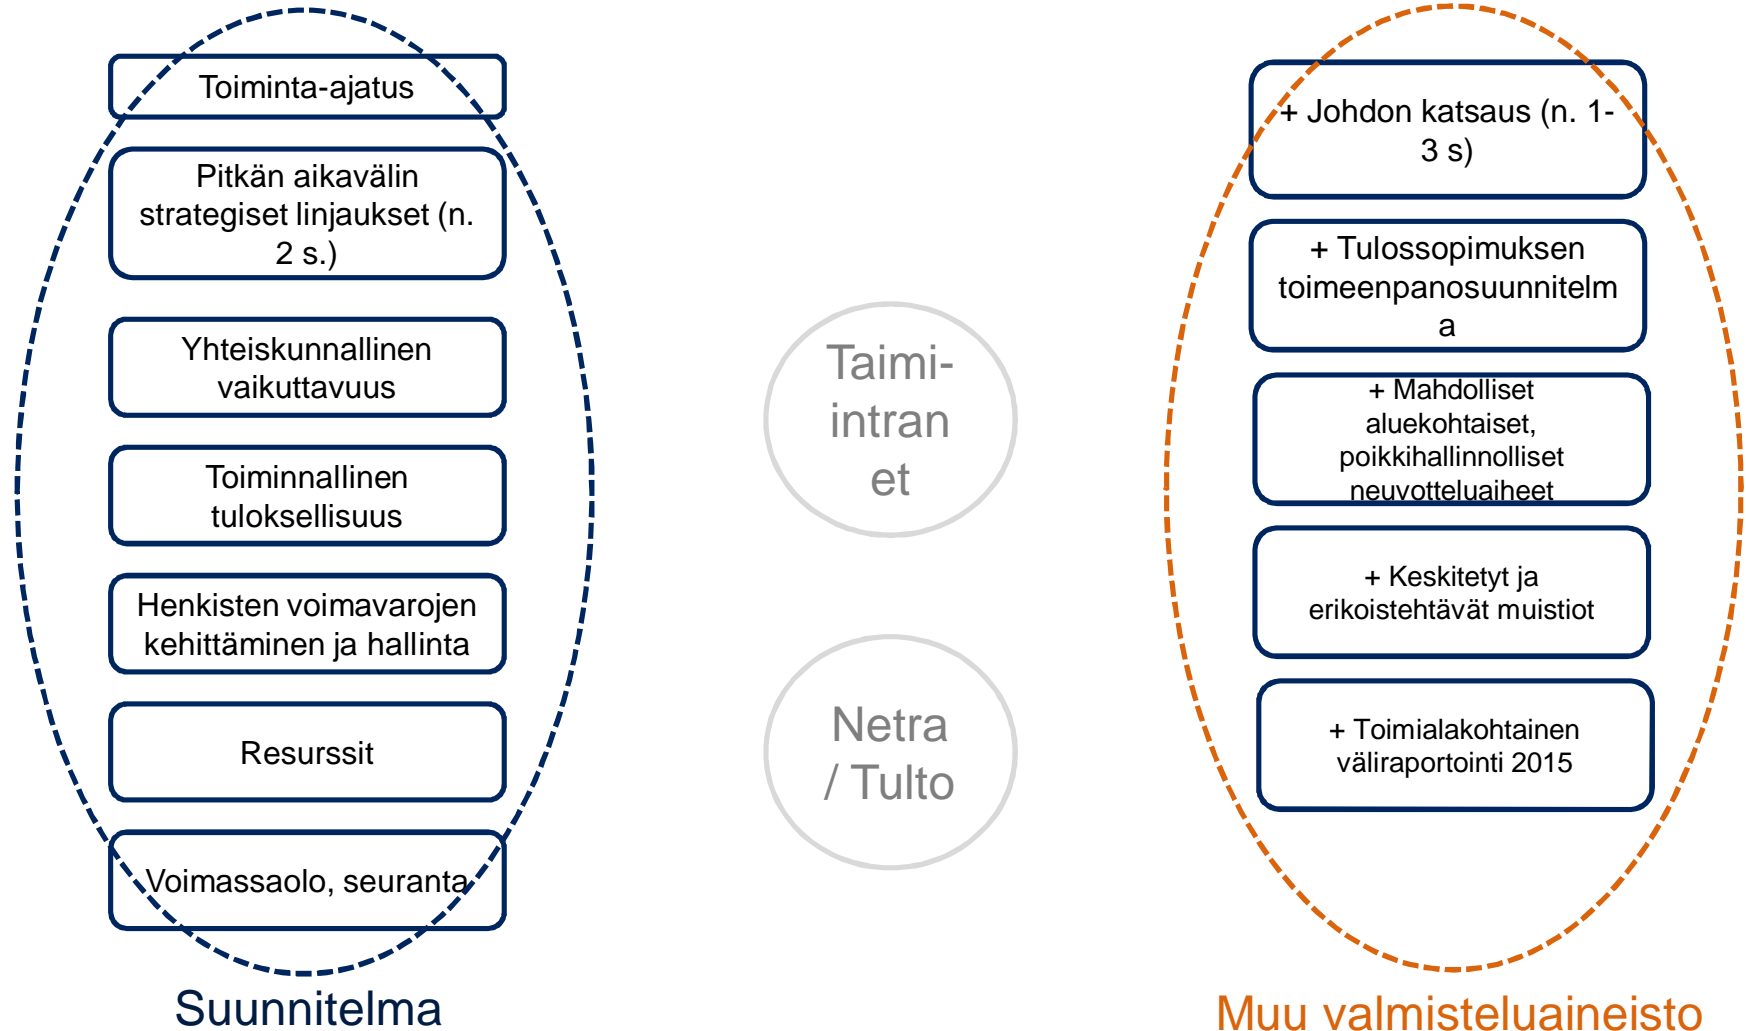 Toiminta-ajatus
Pitkän aikavälin
strategiset linjaukset (n.
2 s.)
Yhteiskunnallinen
vaikuttavuus
Toiminnallinen
tuloksellisuus
Henkisten voimavarojen
kehittäminen ja hallinta
Resurssit
Voimassaolo, seuranta
Suunnitelma
Taimi-
intran
et
Netra
/ Tulto
+ Johdon katsaus (n. 1-
3 s)
+ Tulossopimuksen
toimeenpanosuunnitelm
a
+ Mahdolliset
aluekohtaiset,
poikkihallinnolliset
neuvotteluaiheet
+ Keskitetyt ja
erikoistehtävät muistiot
+ Toimialakohtainen
väliraportointi 2015
Muu valmisteluaineisto